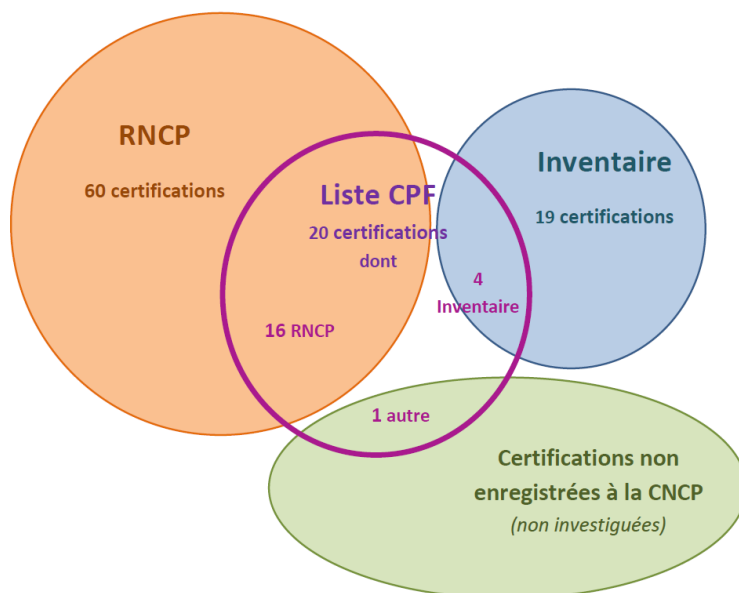 RNCP
60 certifications
Liste CPF
20 certifications
dont
16 RNCP
Inventaire
19 certifications
4
Inventaire
1 autre
Certifications non
enregistrées à la CNCP
(non investiguées)